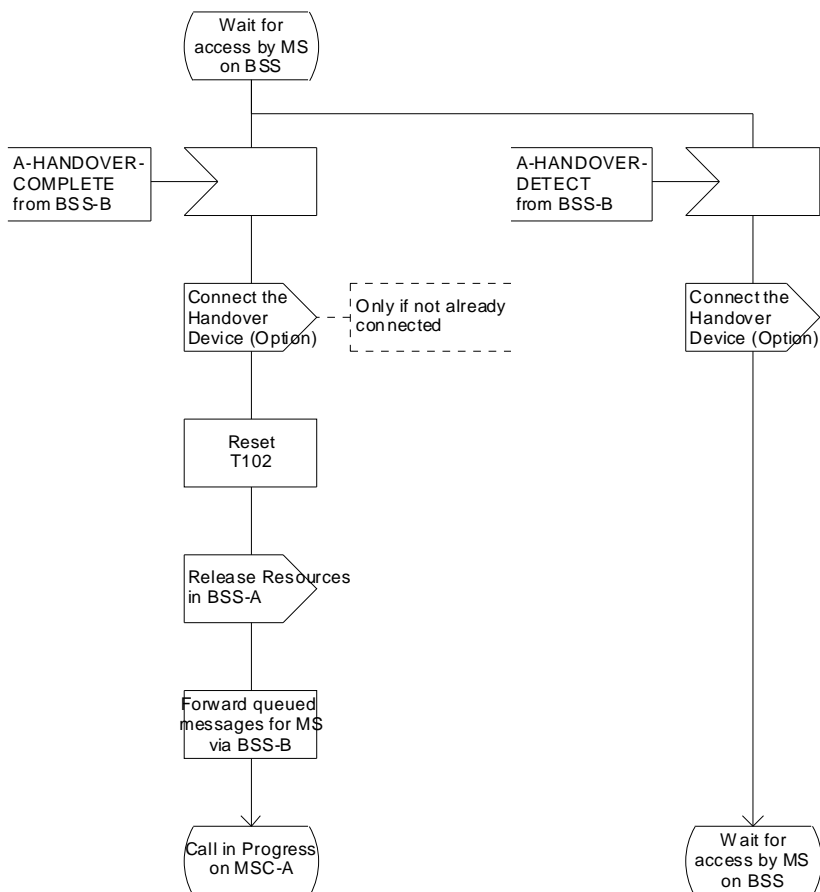 Wait for
access by MS
on BSS
A-HANDOVER-
COMPLETE
from BSS-B
A-HANDOVER-
DETECT
from BSS-B
Connect the
Handover
Device (Option)
Only if not already
connected
Connect the
Handover
Device (Option)
Reset
T102
Release Resources
in BSS-A
Forward queued
messages for MS
via BSS-B
Call in Progress
on MSC-A
Wait for
access by MS
on BSS